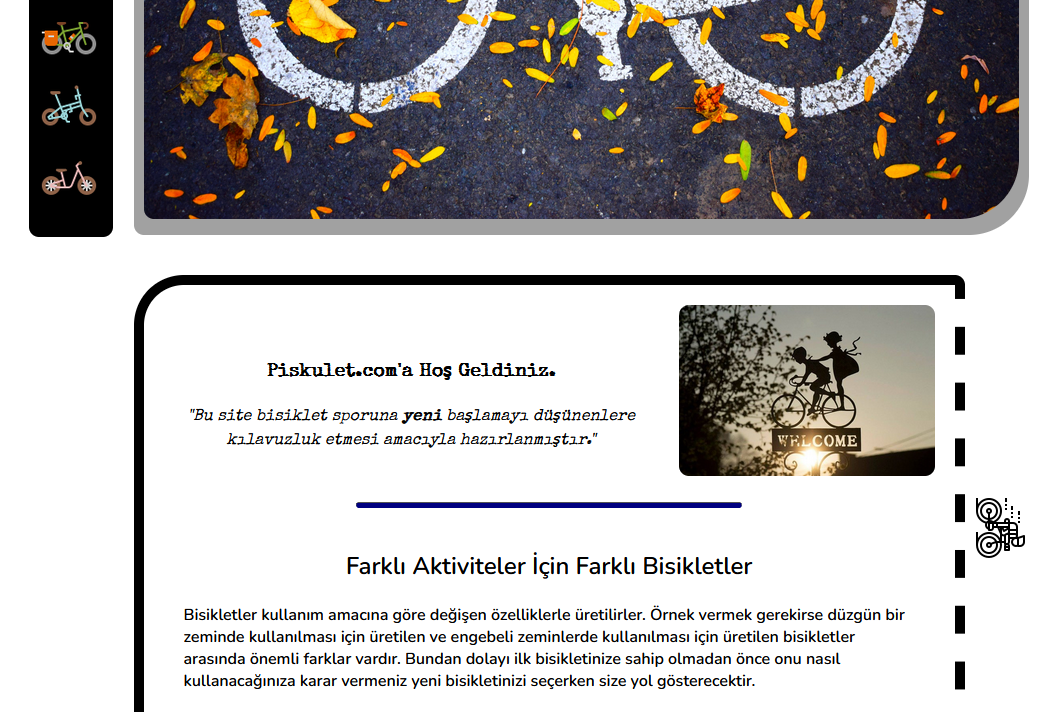 Piskulet.com'a Hoş Geldiniz.
"Bu site bisiklet sporuna yeni başlamayı düşünenlere
kılavuzluk etmesi amacıyla hazırlanmıştır."
WELCOME
Farklı Aktiviteler İçin Farklı Bisikletler
Bisikletler kullanım amacına göre değişen özelliklerle üretilirler. Örnek vermek gerekirse düzgün bir
zeminde kullanılması için üretilen ve engebeli zeminlerde kullanılması için üretilen bisikletler
arasında önemli farklar vardır. Bundan dolayı ilk bisikletinize sahip olmadan önce onu nasıl
kullanacağınıza karar vermeniz yeni bisikletinizi seçerken size yol gösterecektir.